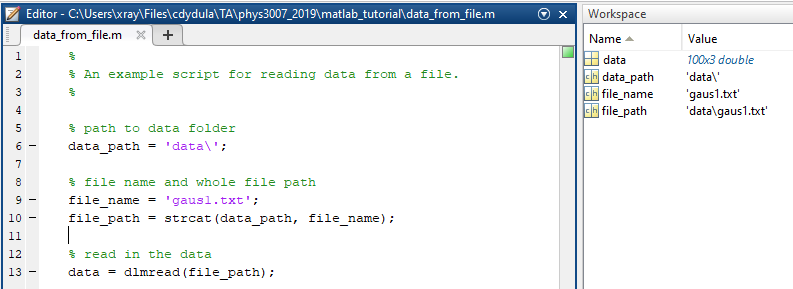 Editor - C:\Users\xray\Files\cdydula\TA\phys3007_2019\matlab_tutorial\data_from_file.m
data_from_file.m
1 %
2 % An example script for reading data from a file.
3 %
4
5 % path to data folder
6 – data_path = 'data\';
7
8 % file name and whole file path
9 – file_name = 'gaus1.txt';
10 – file_path = strcat(data_path, file_name);
11
12 % read in the data
13 – data = dlmread(file_path);
Workspace
Name Value
data 100x3 double
ch data_path 'data\'
ch file_name 'gaus1.txt'
ch file_path 'data\gaus1.txt'